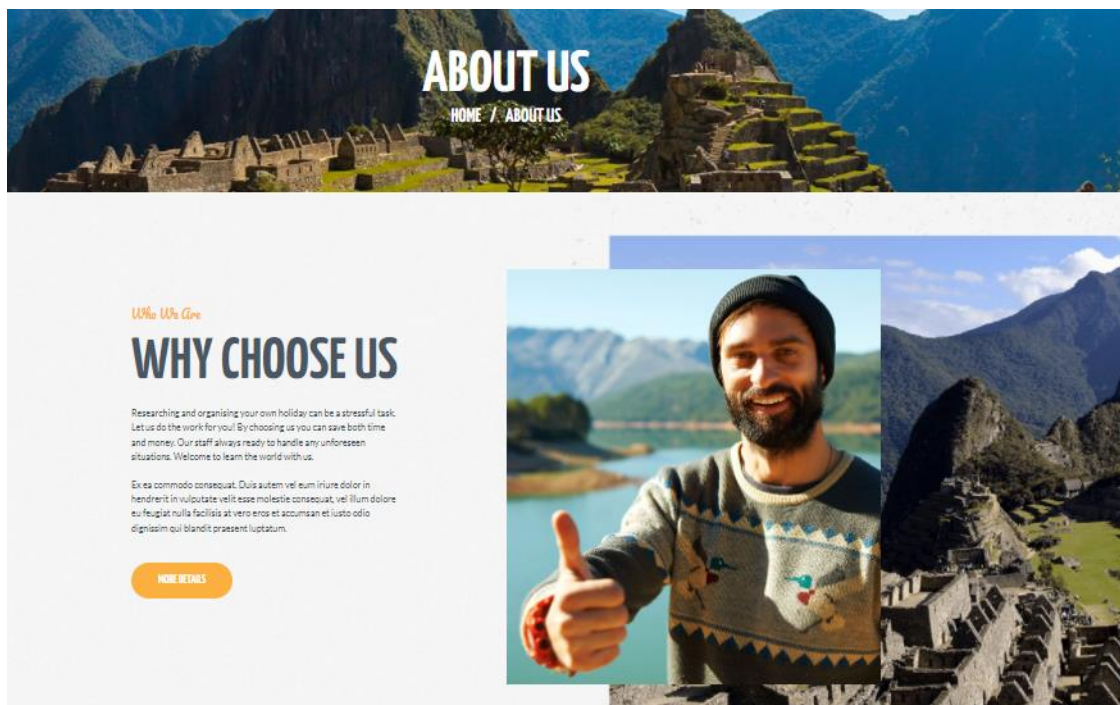 ABOUT US
HOME / ABOUT US
Who We Are
WHY CHOOSE US
Researching and organising your own holiday can be a stressful task.
Let us do the work for you! By choosing us you can save both time
and money. Our staff always ready to handle any unforeseen
situations. Welcome to learn the world with us.
Ex ea commodo consequat. Duis autem vel eum iriure dolor in
hendrerit in vulputate velit esse molestie consequat, vel illum dolore
eu feugiat nulla facilisis at vero eros et accumsan et iusto odio
dignissim qui blandit praesent luptatum.
MORE DETAILS